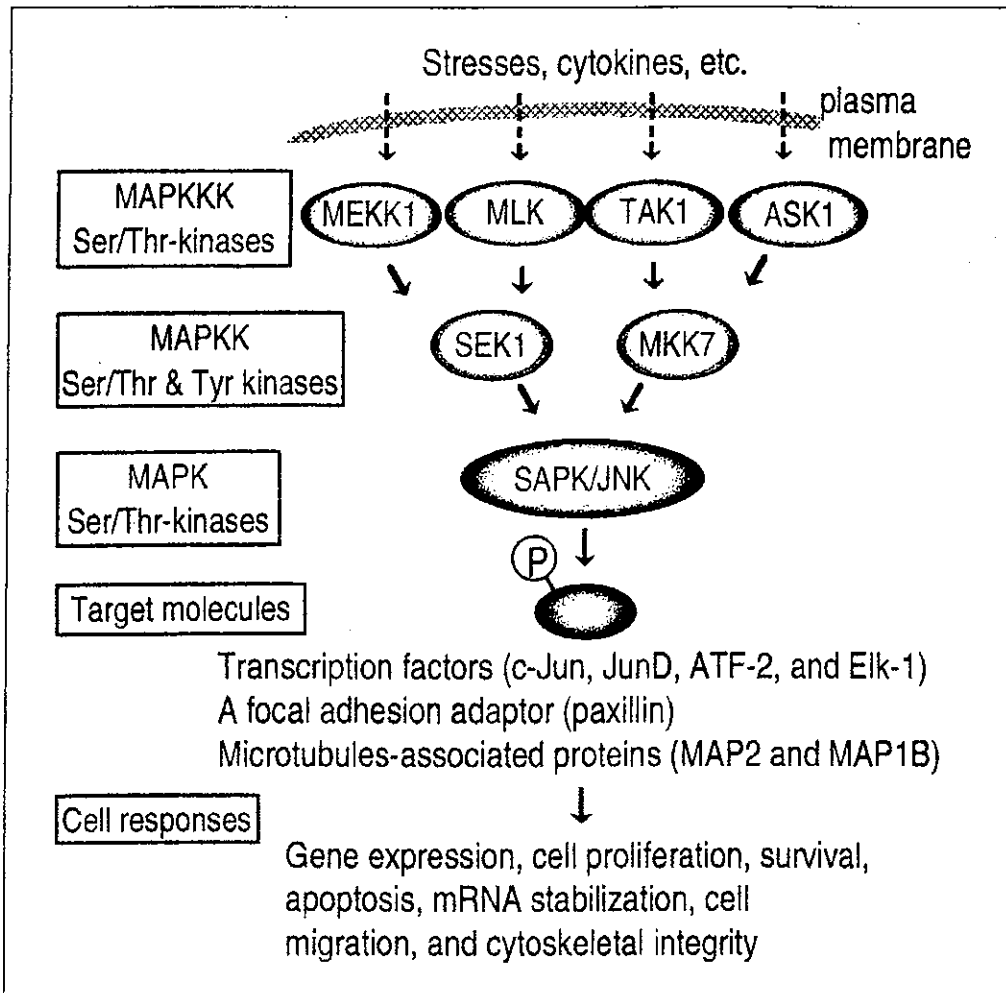 Stresses, cytokines, etc.
plasma
membrane
MAPKKK
Ser/Thr-kinases
MEKK1
MLK
TAK1
ASK1
MAPKK
Ser/Thr & Tyr kinases
SEK1
MKK7
MAPK
Ser/Thr-kinases
SAPK/JNK
P
Target molecules
Transcription factors (c-Jun, JunD, ATF-2, and Elk-1)
A focal adhesion adaptor (paxillin)
Microtubules-associated proteins (MAP2 and MAP1B)
Cell responses
Gene expression, cell proliferation, survival,
apoptosis, mRNA stabilization, cell
migration, and cytoskeletal integrity